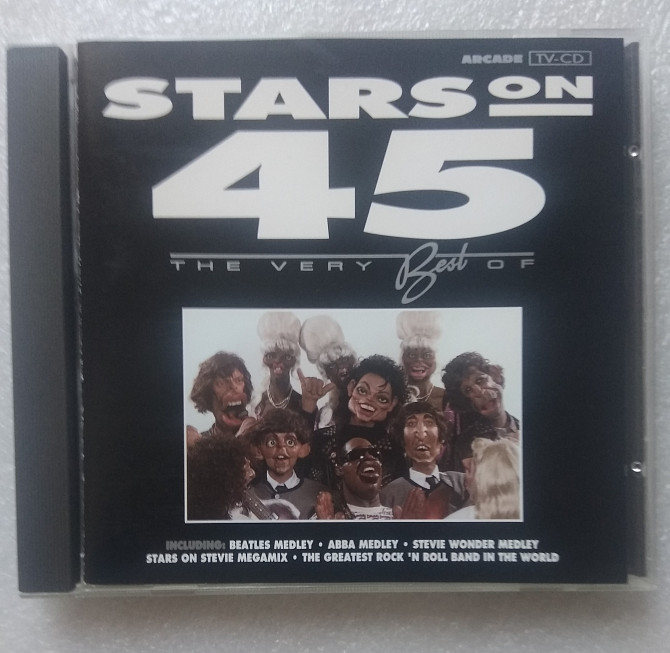 ARCADE TV-CD
STARS ON
45
THE VERY Best OF
INCLUDING: BEATLES MEDLEY • ABBA MEDLEY • STEVIE WONDER MEDLEY
STARS ON STEVIE MEGAMIX • THE GREATEST ROCK 'N ROLL BAND IN THE WORLD